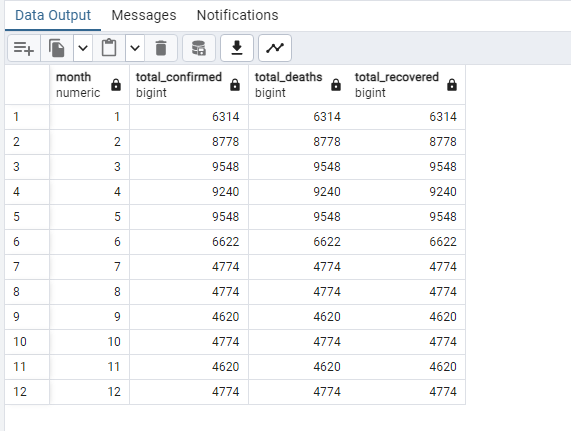 Data Output Messages Notifications
month total_confirmed total_deaths total_recovered
numeric bigint bigint bigint
1 1 6314 6314 6314
2 2 8778 8778 8778
3 3 9548 9548 9548
4 4 9240 9240 9240
5 5 9548 9548 9548
6 6 6622 6622 6622
7 7 4774 4774 4774
8 8 4774 4774 4774
9 9 4620 4620 4620
10 10 4774 4774 4774
11 11 4620 4620 4620
12 12 4774 4774 4774